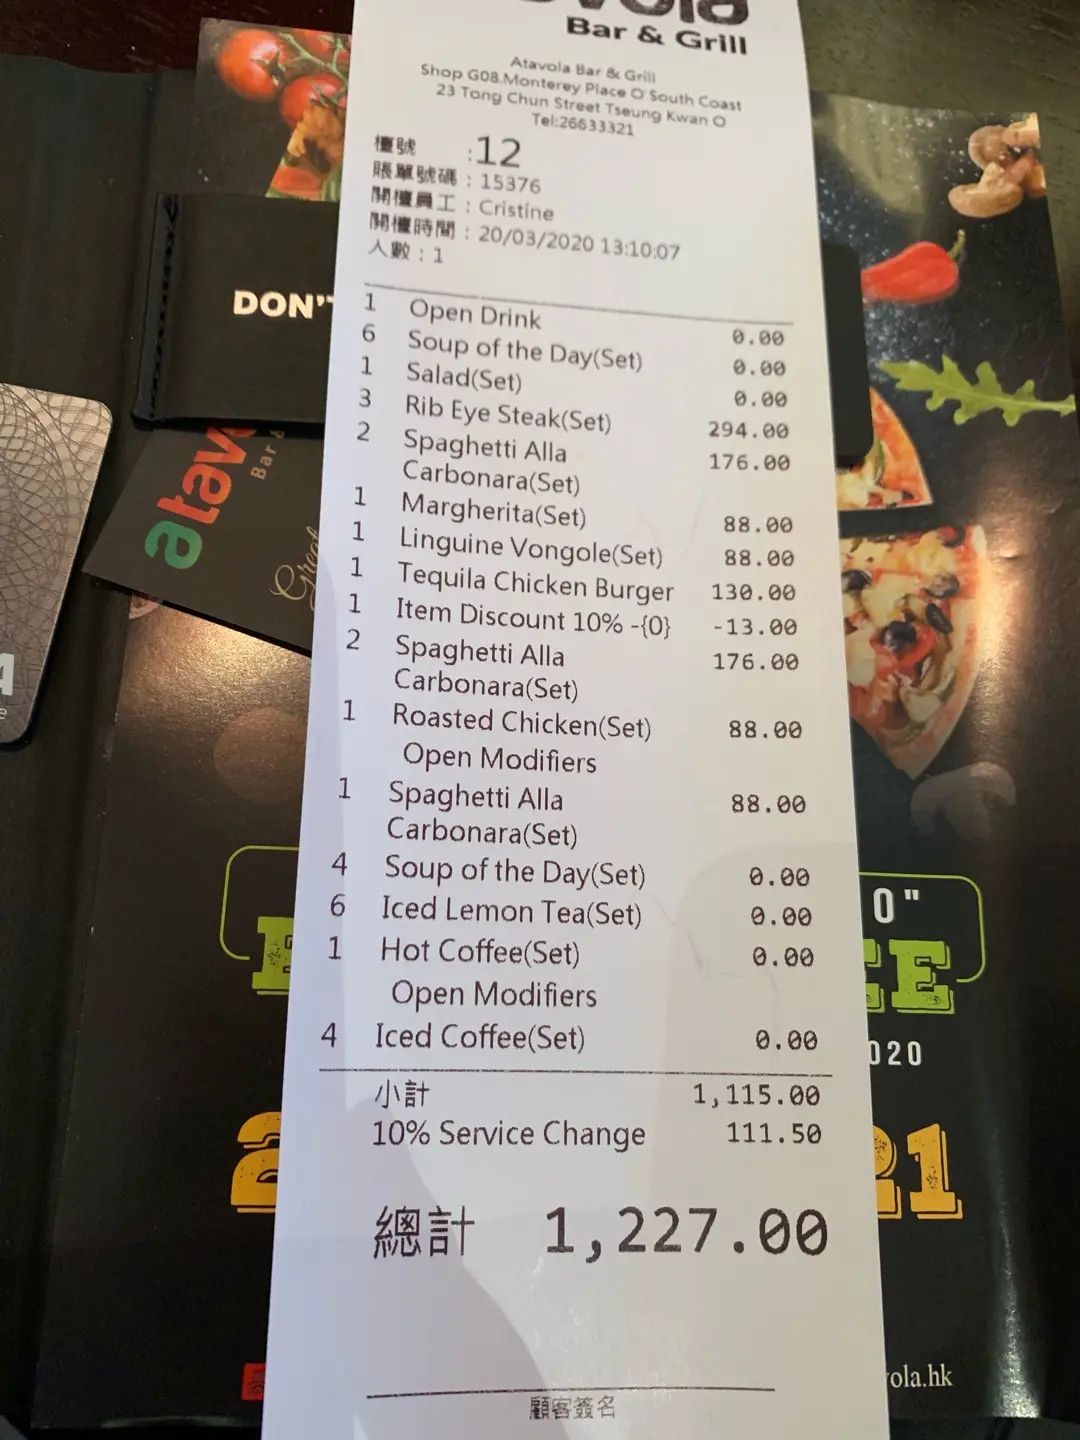 Bar & Grill
Atavola Bar & Grill
Shop G08.Monterey Place O'South Coast
23 Tong Chun Street Tseung Kwan O
Tel:26633321
檯號 :12
賬單號碼 : 15376
開檯員工 : Cristine
開檯時間 : 20/03/2020 13:10:07
人數 : 1
1 Open Drink 0.00
6 Soup of the Day(Set) 0.00
1 Salad(Set) 0.00
3 Rib Eye Steak(Set) 294.00
2 Spaghetti Alla 176.00
Carbonara(Set)
1 Margherita(Set) 88.00
1 Linguine Vongole(Set) 88.00
1 Tequila Chicken Burger 130.00
1 Item Discount 10% -{0} -13.00
2 Spaghetti Alla 176.00
Carbonara(Set)
1 Roasted Chicken(Set) 88.00
Open Modifiers
1 Spaghetti Alla 88.00
Carbonara(Set)
4 Soup of the Day(Set) 0.00
6 Iced Lemon Tea(Set) 0.00
1 Hot Coffee(Set) 0.00
Open Modifiers
4 Iced Coffee(Set) 0.00
小計 1,115.00
10% Service Change 111.50
總計 1,227.00
顧客簽名
DON'T
atav
Bar &
Great
0"
EE
020
21
ola.hk